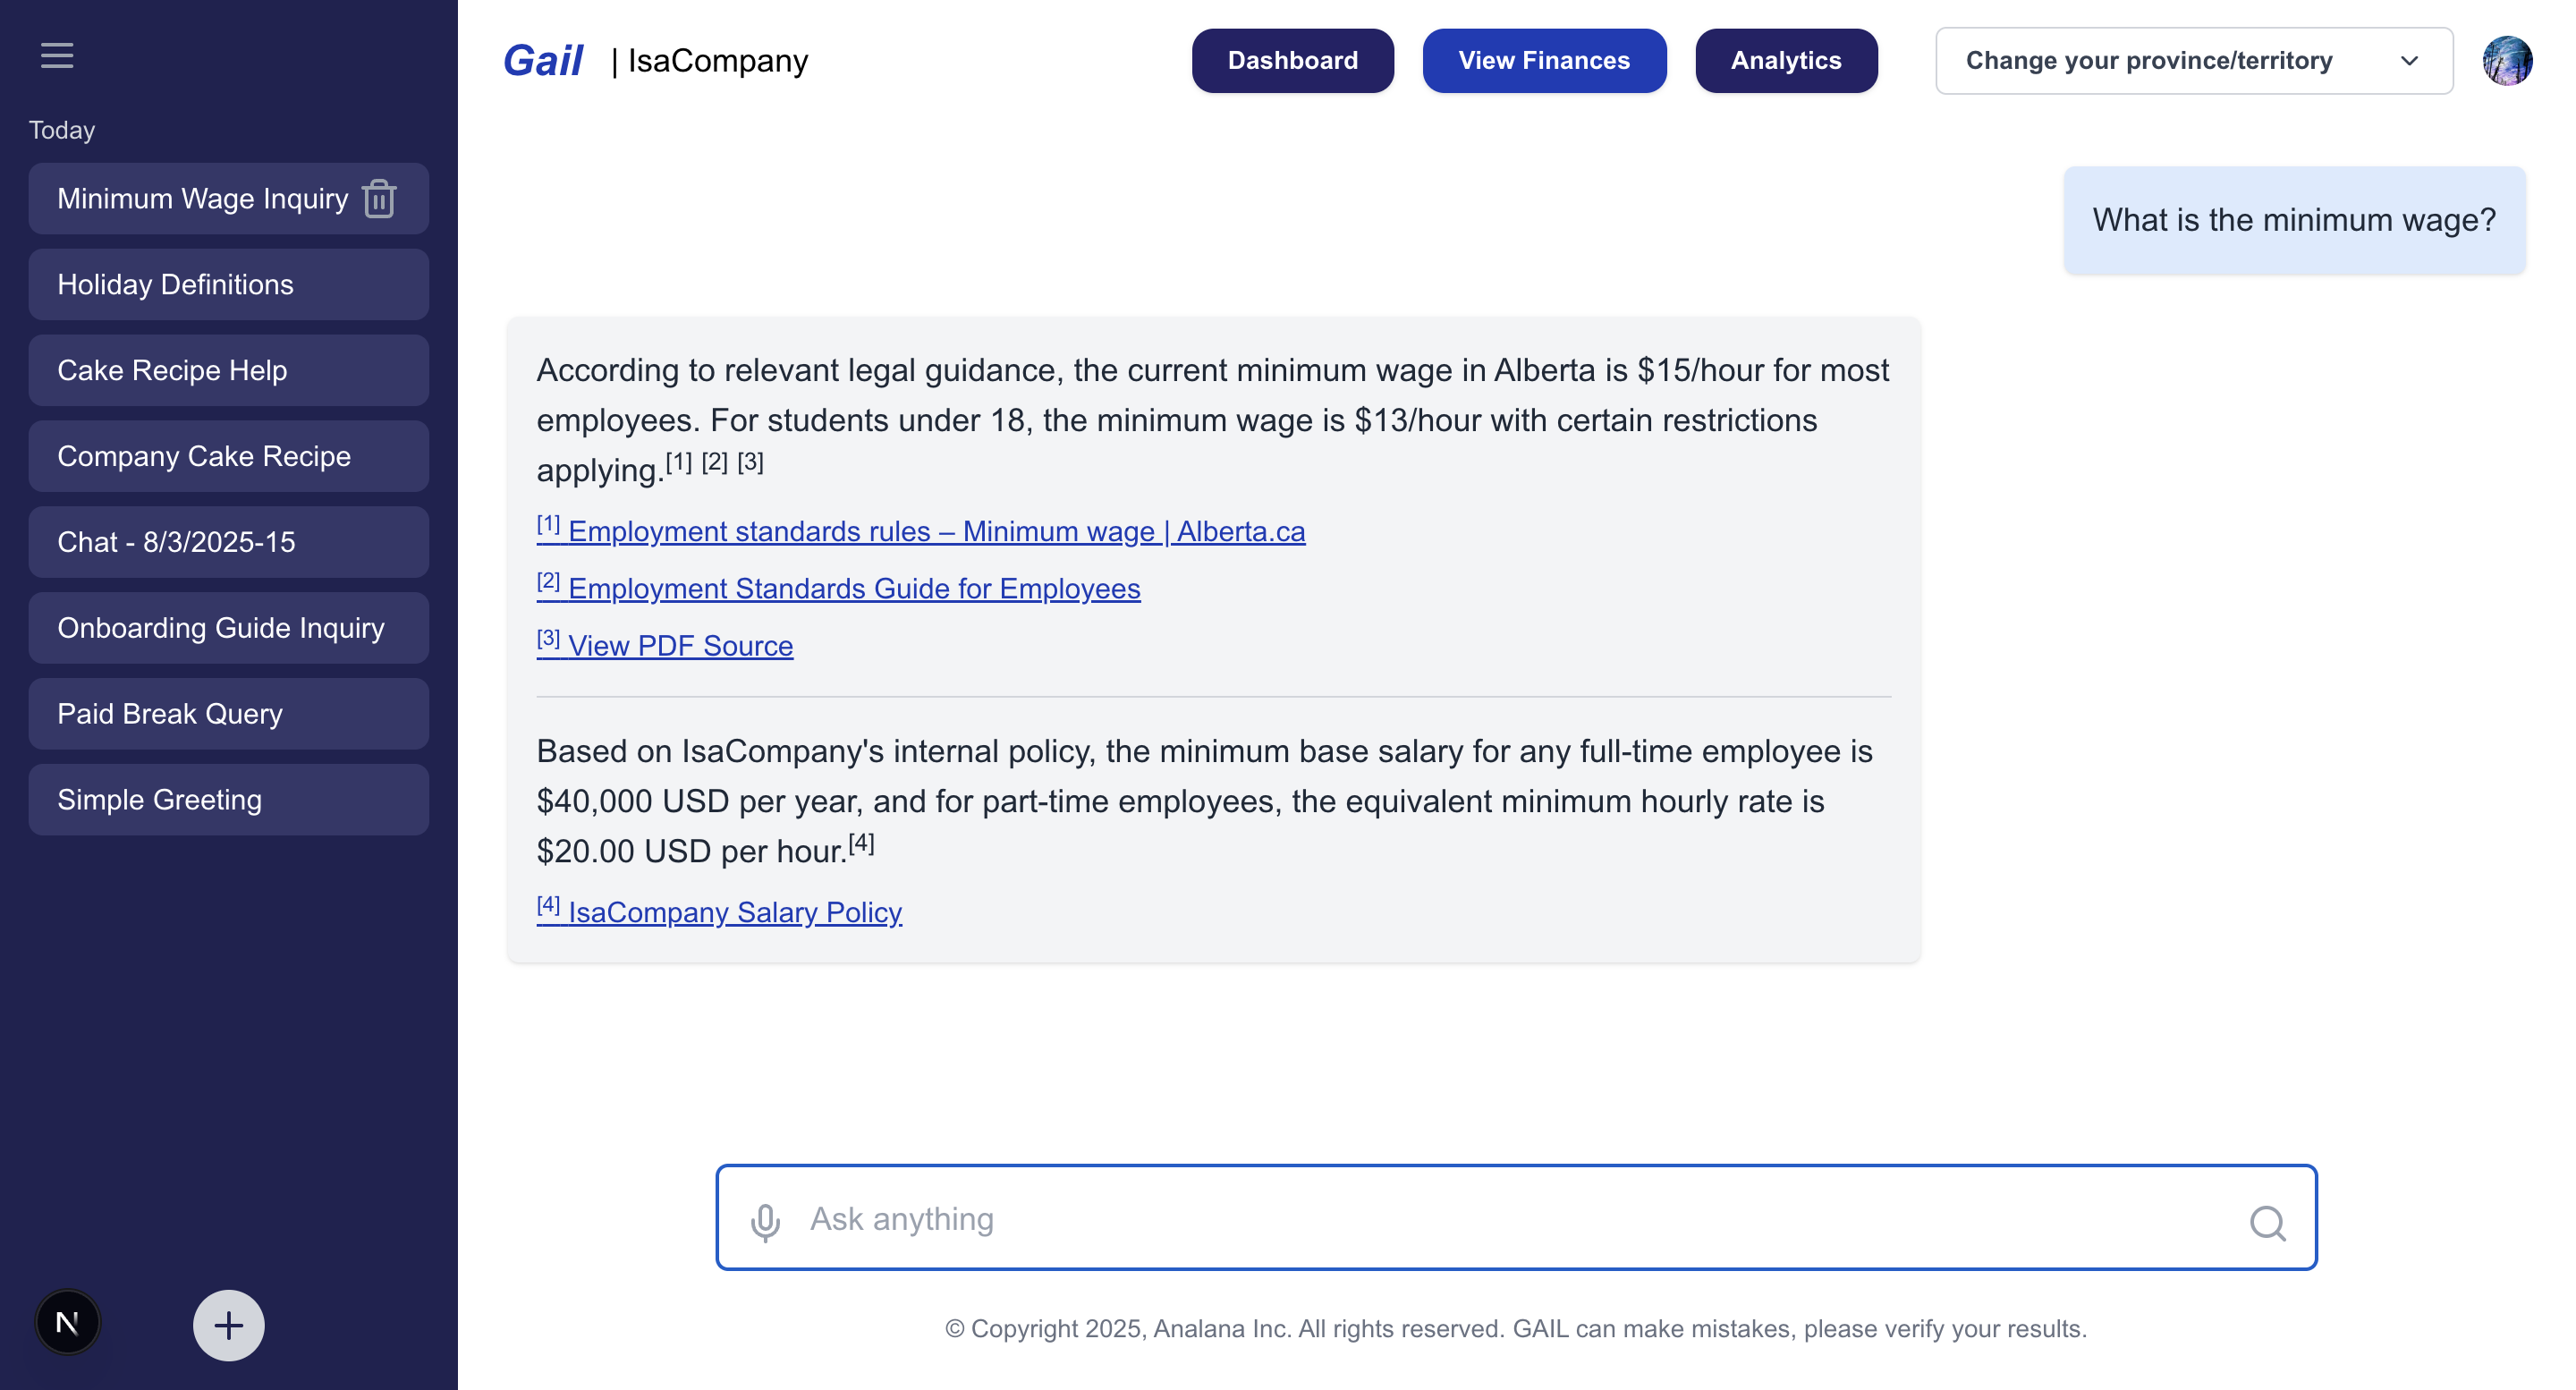 Gail | IsaCompany
Dashboard
View Finances
Analytics
Change your province/territory
Today
Minimum Wage Inquiry
Holiday Definitions
Cake Recipe Help
Company Cake Recipe
Chat - 8/3/2025-15
Onboarding Guide Inquiry
Paid Break Query
Simple Greeting
N
What is the minimum wage?
According to relevant legal guidance, the current minimum wage in Alberta is $15/hour for most
employees. For students under 18, the minimum wage is $13/hour with certain restrictions
applying.[1] [2] [3]
[1] Employment standards rules – Minimum wage | Alberta.ca
[2] Employment Standards Guide for Employees
[3] View PDF Source
Based on IsaCompany's internal policy, the minimum base salary for any full-time employee is
$40,000 USD per year, and for part-time employees, the equivalent minimum hourly rate is
$20.00 USD per hour.[4]
[4] IsaCompany Salary Policy
Ask anything
© Copyright 2025, Analana Inc. All rights reserved. GAIL can make mistakes, please verify your results.